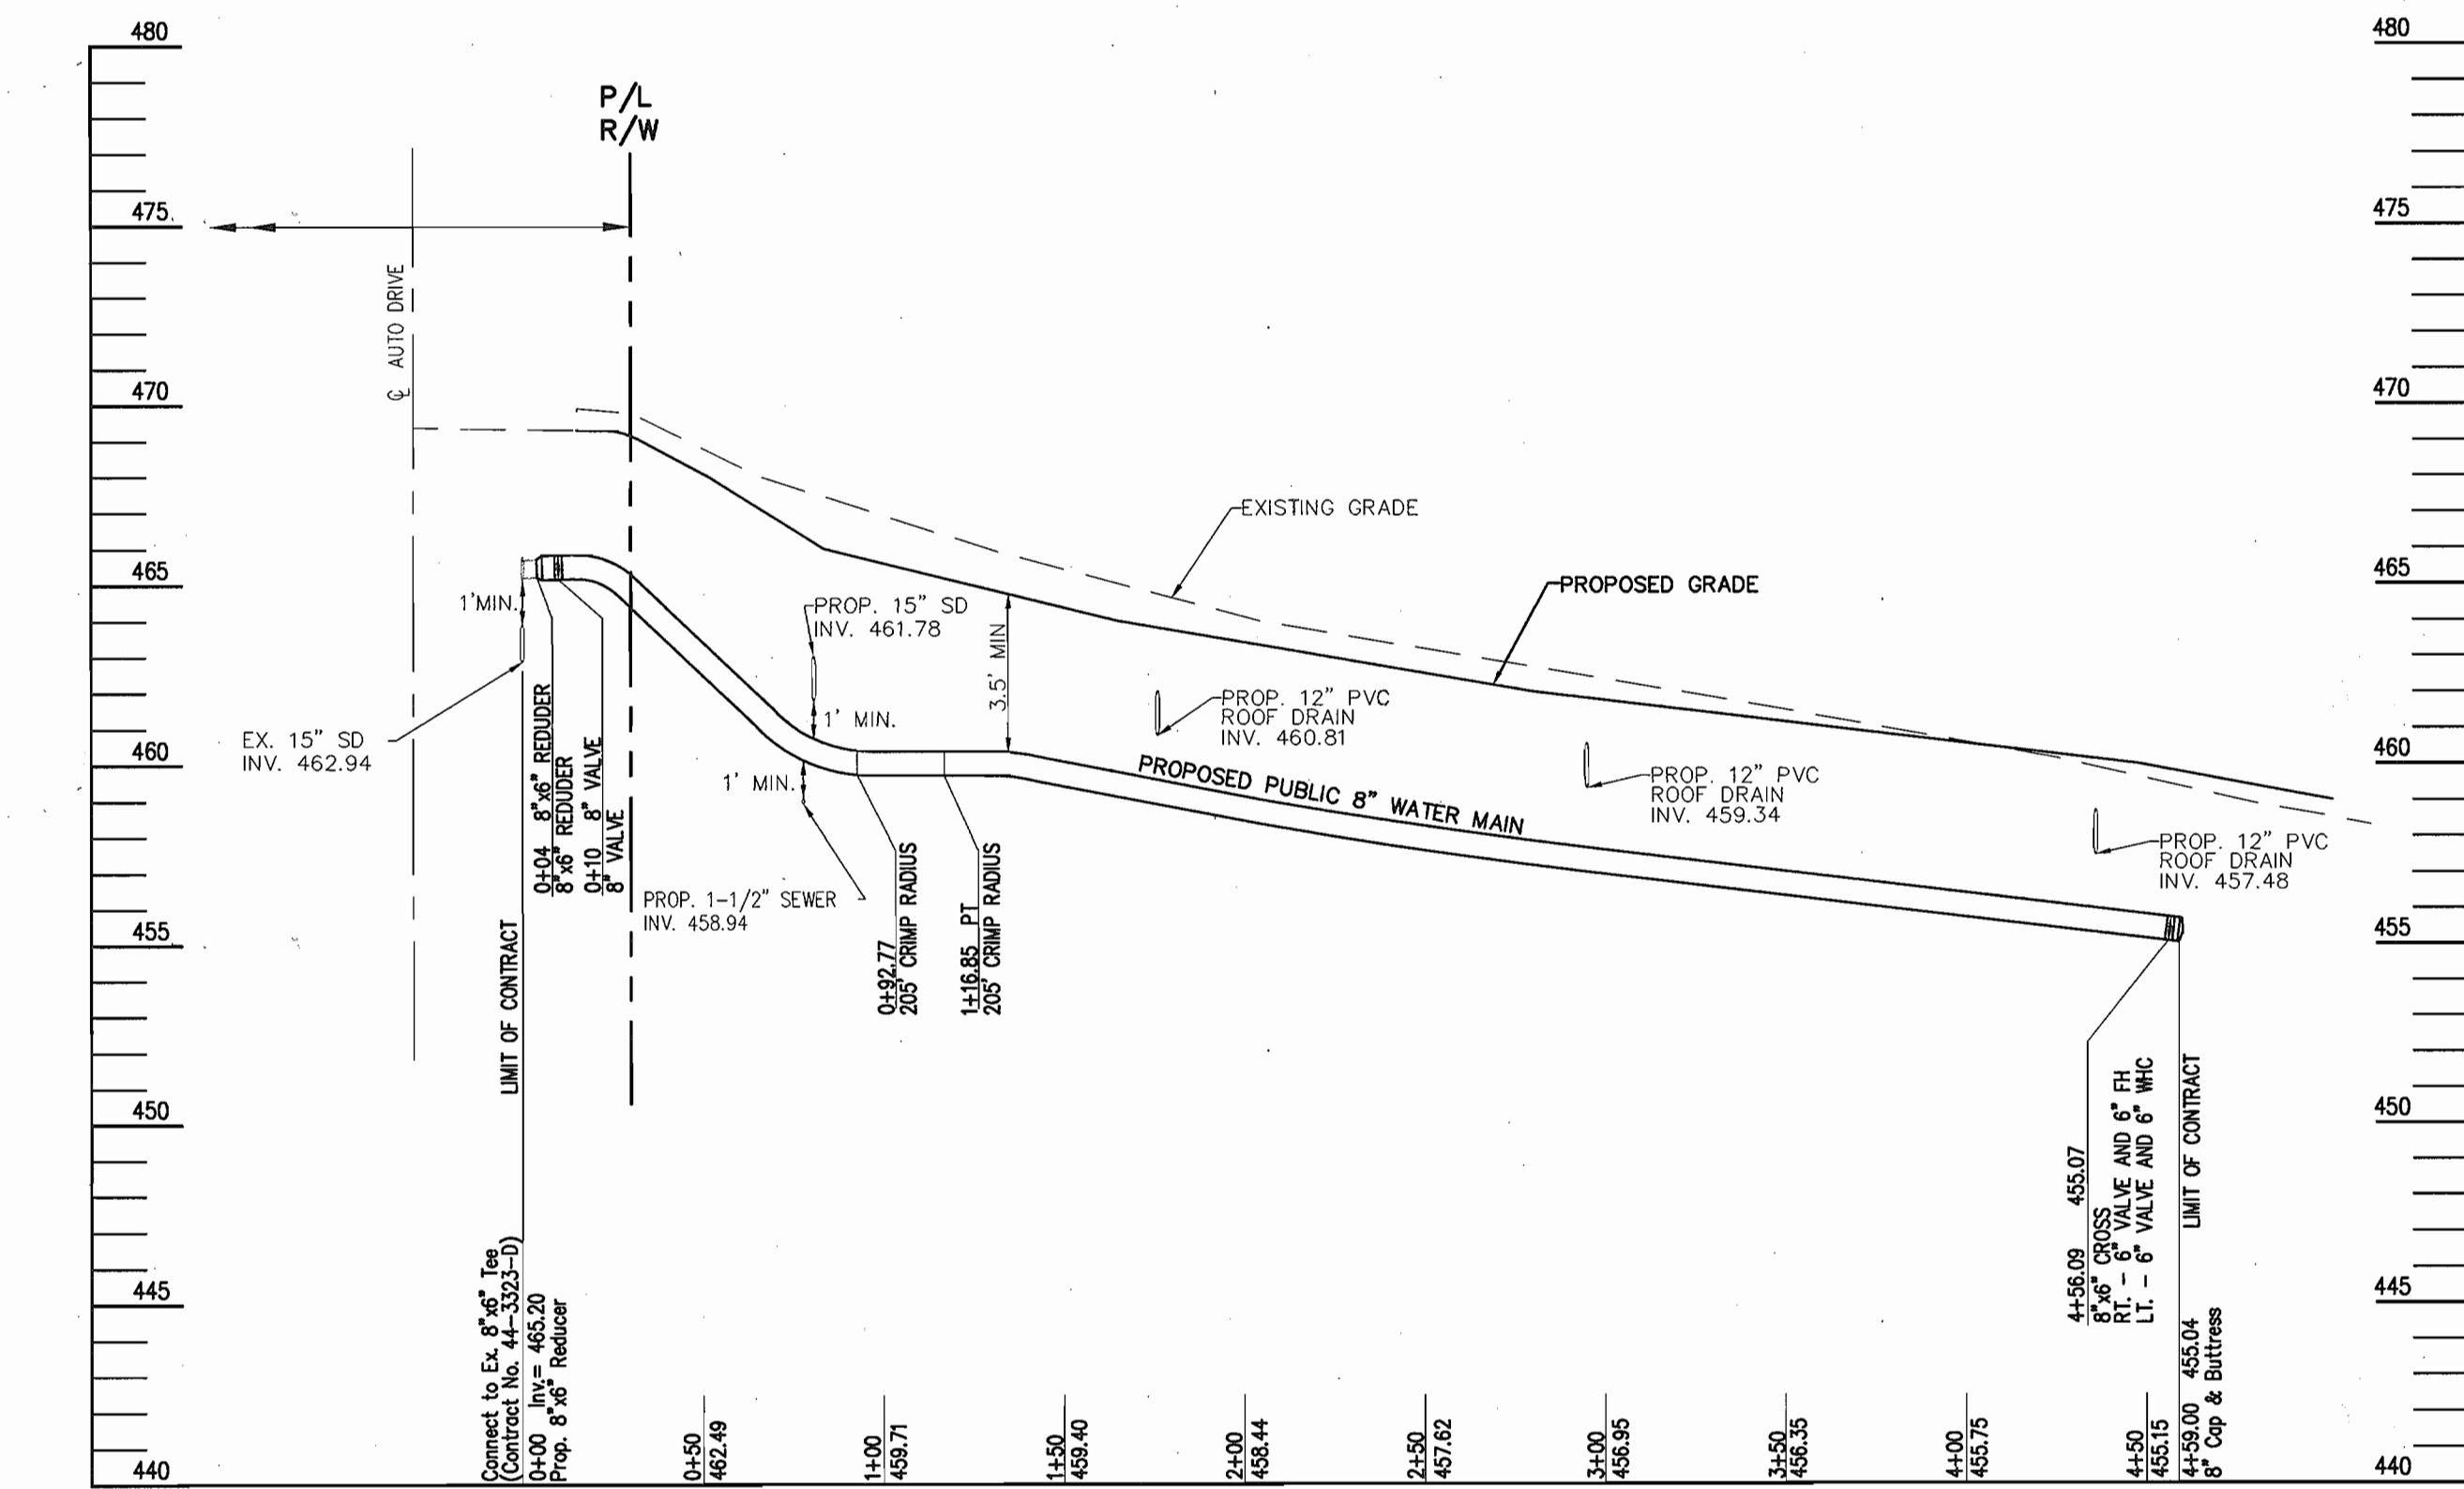 480
475
470
465
460
455
450
445
440
P/L
R/W
℄ AUTO DRIVE
EX. 15" SD
INV. 462.94
1'MIN.
LIMIT OF CONTRACT
0+04 8"x6" REDUDER
8"x6" REDUDER
0+10 8" VALVE
8" VALVE
PROP. 15" SD
INV. 461.78
1' MIN.
1' MIN.
PROP. 1-1/2" SEWER
INV. 458.94
3.5' MIN
0+92.77
205' CRIMP RADIUS
1+16.85 PT
205' CRIMP RADIUS
EXISTING GRADE
PROPOSED GRADE
PROP. 12" PVC
ROOF DRAIN
INV. 460.81
PROPOSED PUBLIC 8" WATER MAIN
PROP. 12" PVC
ROOF DRAIN
INV. 459.34
PROP. 12" PVC
ROOF DRAIN
INV. 457.48
4+56.09 455.07
8"x6" CROSS
RT. - 6" VALVE AND 6" FH
LT. - 6" VALVE AND 6" WHC
LIMIT OF CONTRACT
Connect to Ex. 8"x6" Tee
(Contract No. 44-3323-D)
0+00 Inv.= 465.20
Prop. 8"x6" Reducer
0+50
462.49
1+00
459.71
1+50
459.40
2+00
458.44
2+50
457.62
3+00
456.95
3+50
456.35
4+00
455.75
4+50
455.15
4+59.00 455.04
8" Cap & Buttress
480
475
470
465
460
455
450
445
440